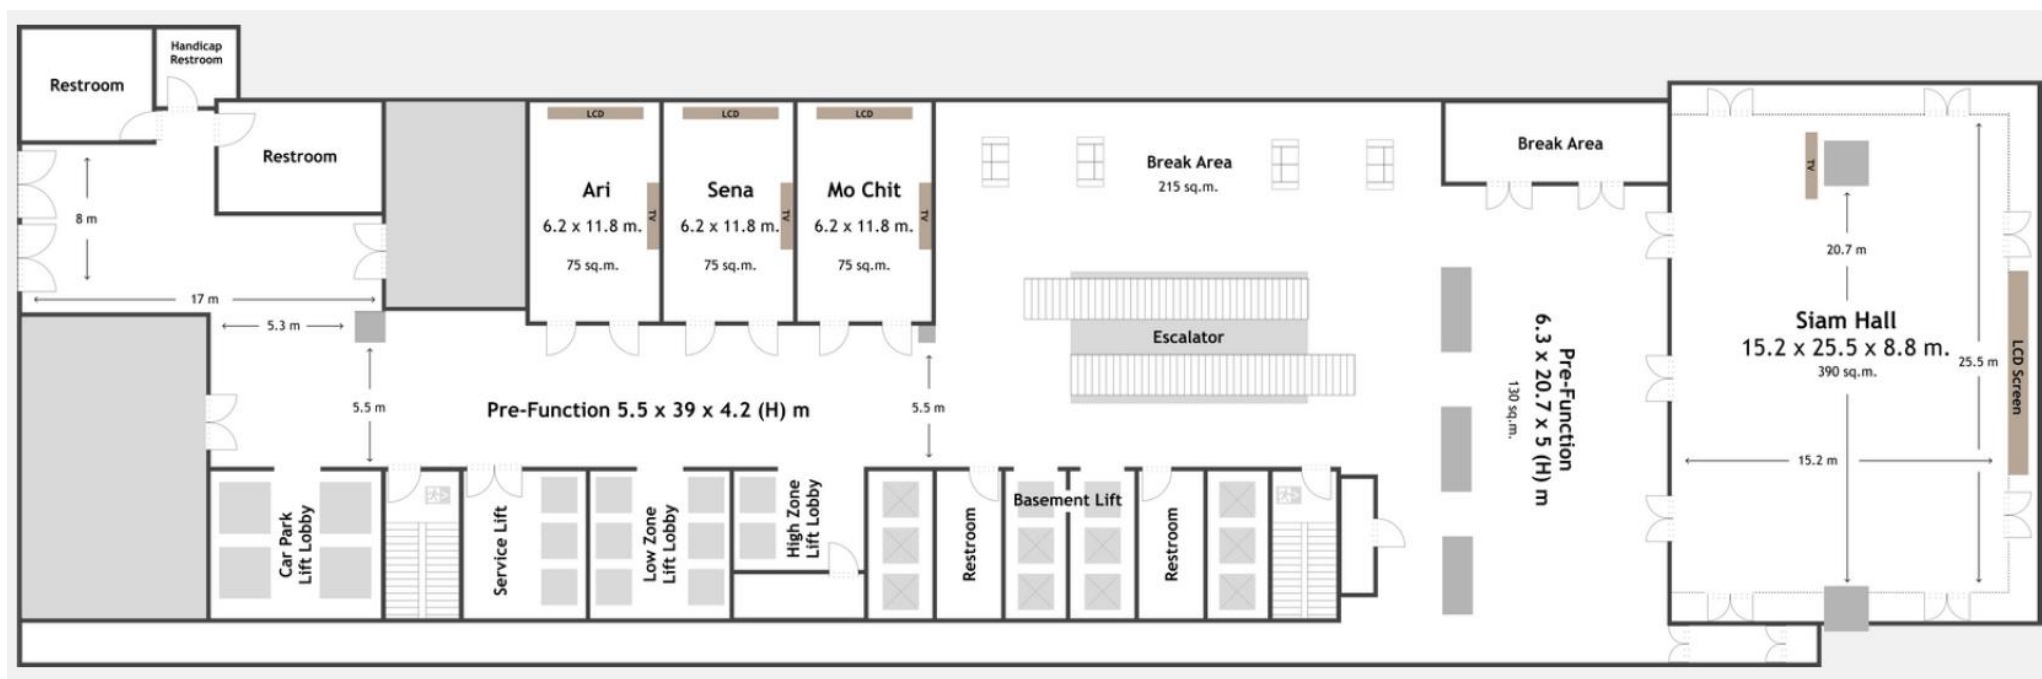 Restroom
Handicap
Restroom
Restroom
8 m
17 m
5.3 m
5.5 m
LCD
LCD
LCD
Ari
6.2 x 11.8 m.
75 sq.m.
TV
Sena
6.2 x 11.8 m.
75 sq.m.
TV
Mo Chit
6.2 x 11.8 m.
75 sq.m.
TV
Break Area
215 sq.m.
Break Area
Escalator
Pre-Function 5.5 x 39 x 4.2 (H) m
5.5 m
Pre-Function
6.3 x 20.7 x 5 (H) m
130 sq.m.
TV
20.7 m
Siam Hall
15.2 x 25.5 x 8.8 m.
390 sq.m.
25.5 m
LCD Screen
15.2 m
Car Park
Lift Lobby
Service Lift
Low Zone
Lift Lobby
High Zone
Lift Lobby
Restroom
Basement Lift
Restroom